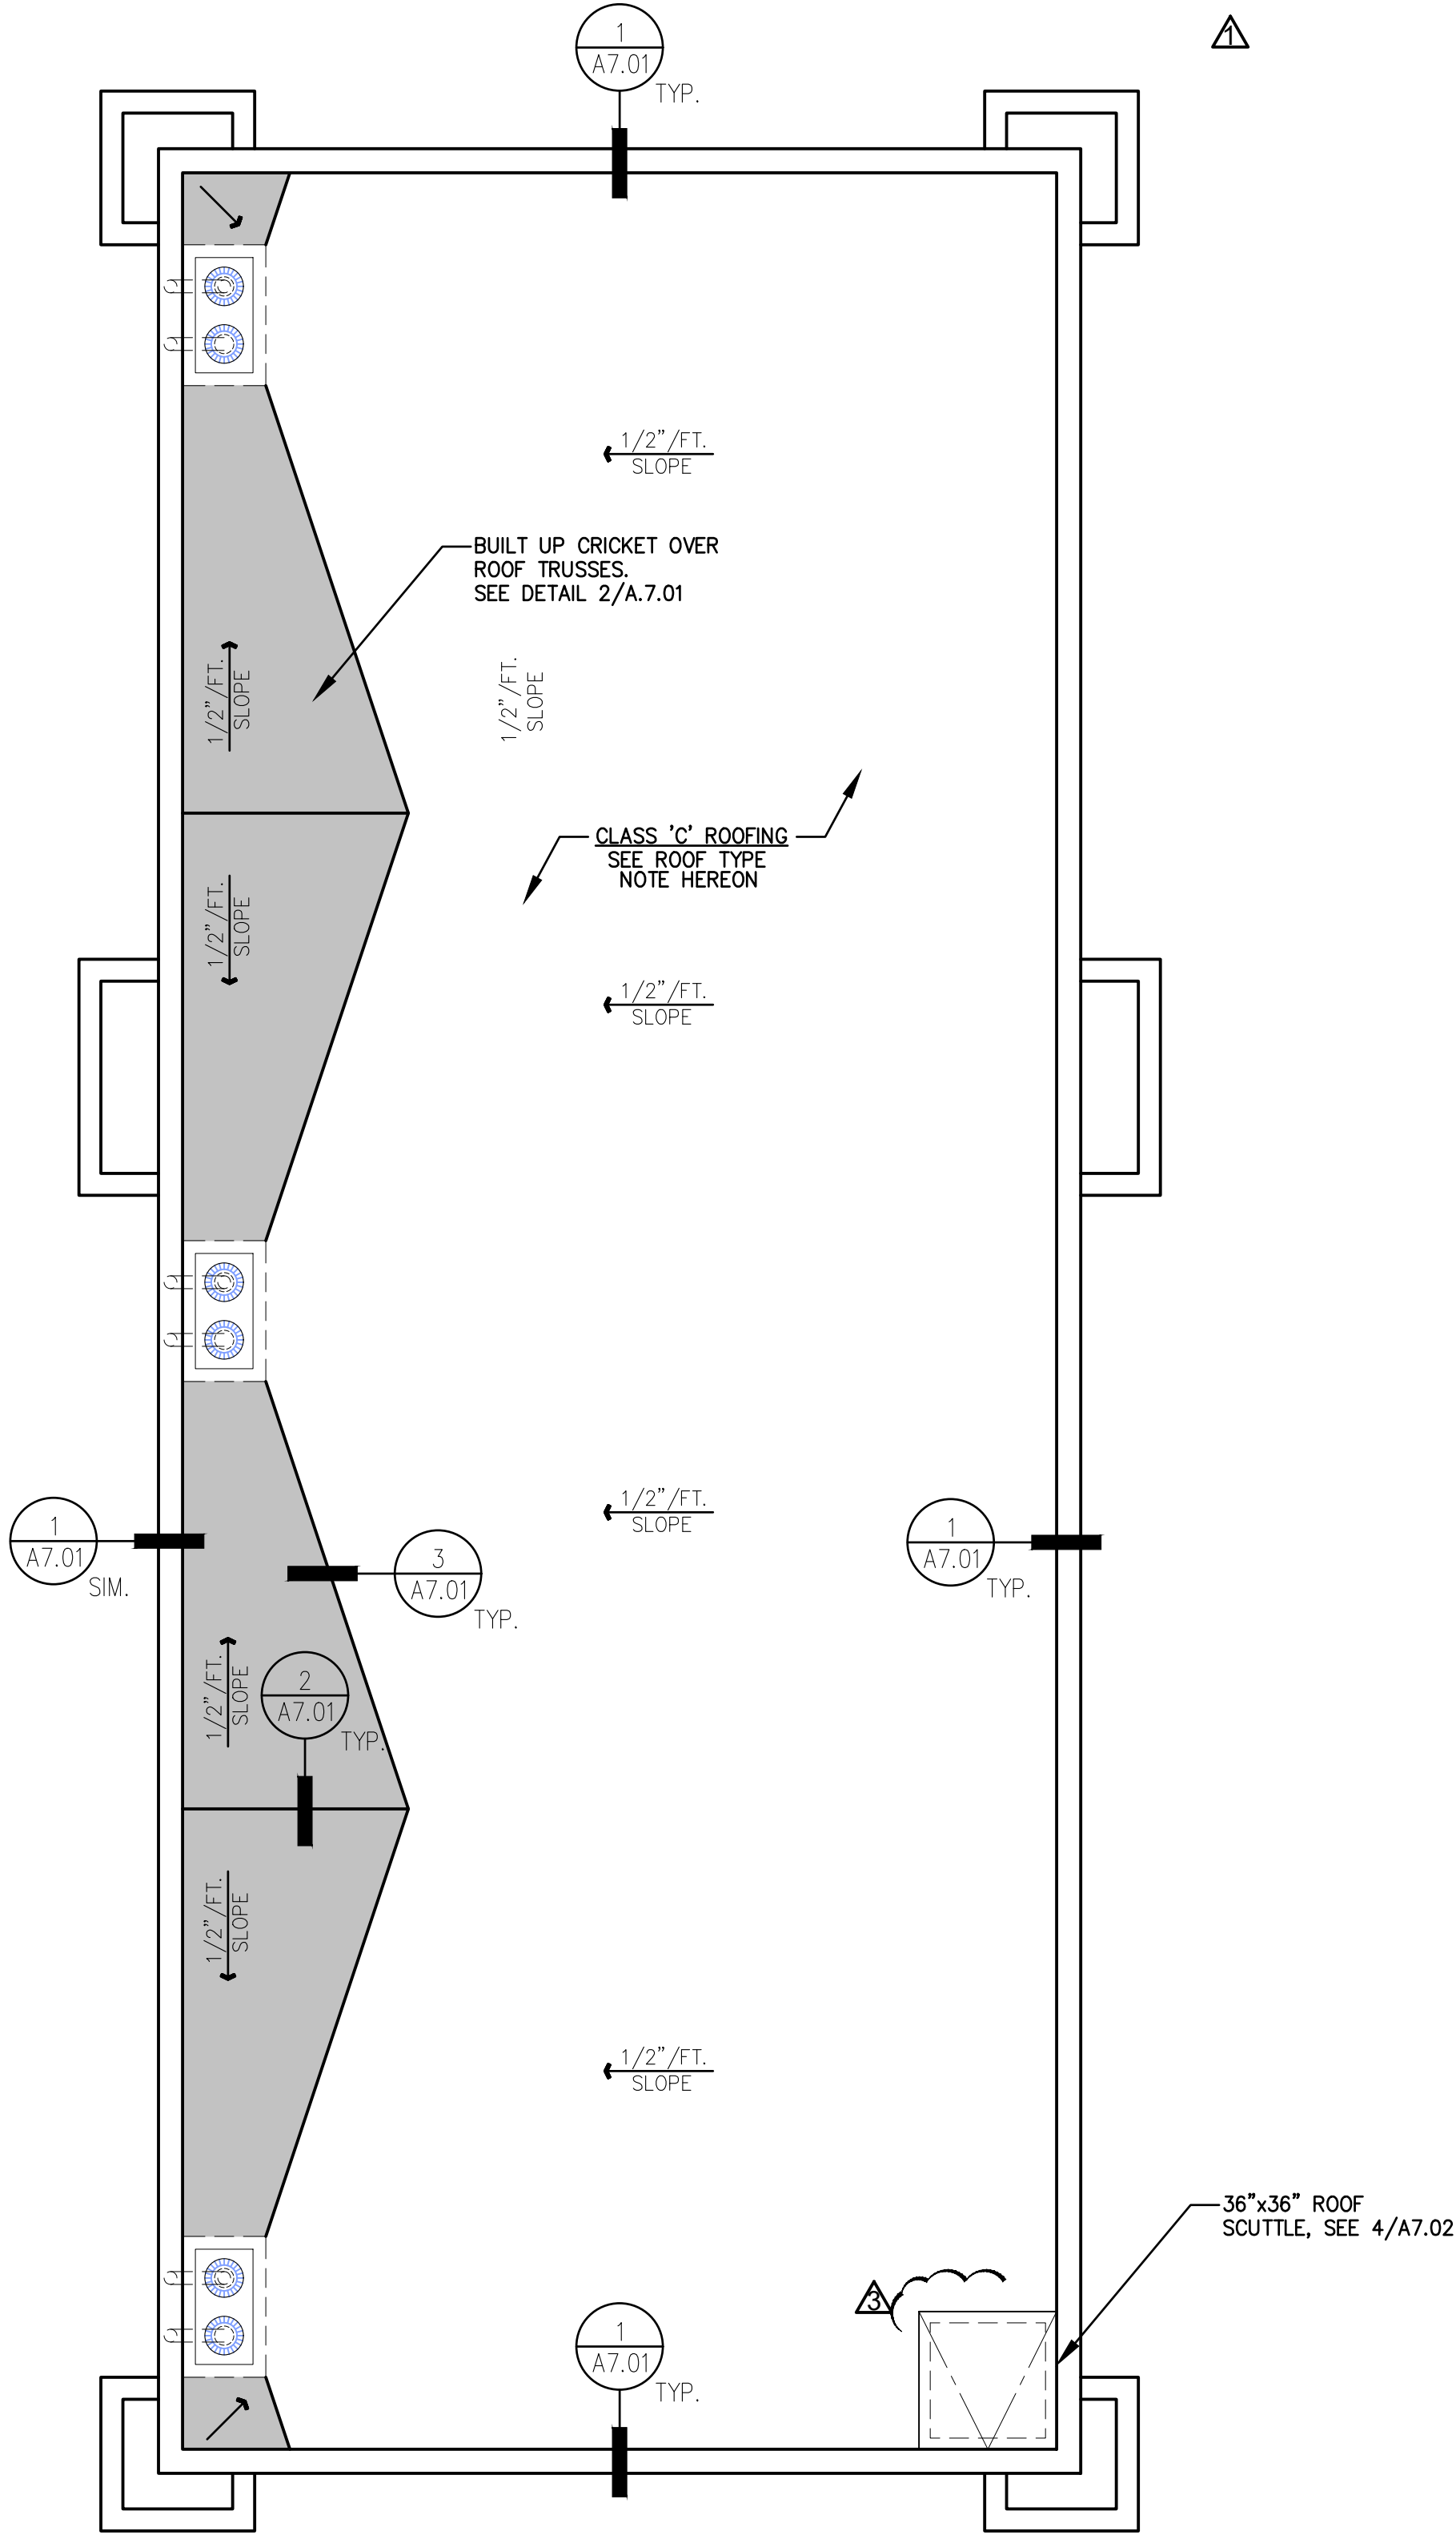 1
A7.01
TYP.
1
1/2"/FT.
SLOPE
BUILT UP CRICKET OVER
ROOF TRUSSES.
SEE DETAIL 2/A.7.01
1/2"/FT.
SLOPE
1/2"/FT.
SLOPE
CLASS 'C' ROOFING
SEE ROOF TYPE
NOTE HEREON
1/2"/FT.
SLOPE
1/2"/FT.
SLOPE
1/2"/FT.
SLOPE
1
A7.01
SIM.
3
A7.01
TYP.
1
A7.01
TYP.
1/2"/FT.
SLOPE
2
A7.01
TYP.
1/2"/FT.
SLOPE
1/2"/FT.
SLOPE
36"x36" ROOF
SCUTTLE, SEE 4/A7.02
3
1
A7.01
TYP.